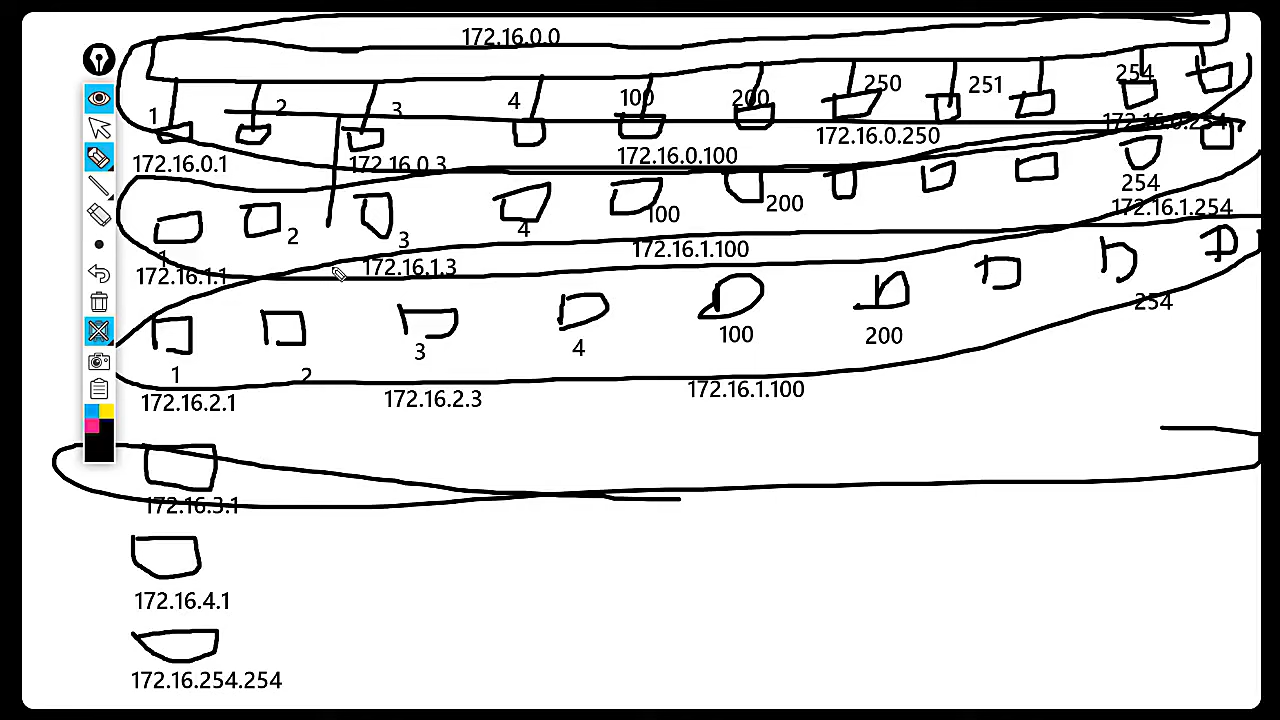 172.16.0.0
1 2 3 4 100 200 250 251 254
172.16.0.1 172.16.0.3 172.16.0.100 172.16.0.250 172.16.0.254
1 2 3 4 100 200 254
172.16.1.1 172.16.1.3 172.16.1.100 172.16.1.254
1 2 3 4 100 200 254
172.16.2.1 172.16.2.3 172.16.1.100
172.16.3.1
172.16.4.1
172.16.254.254